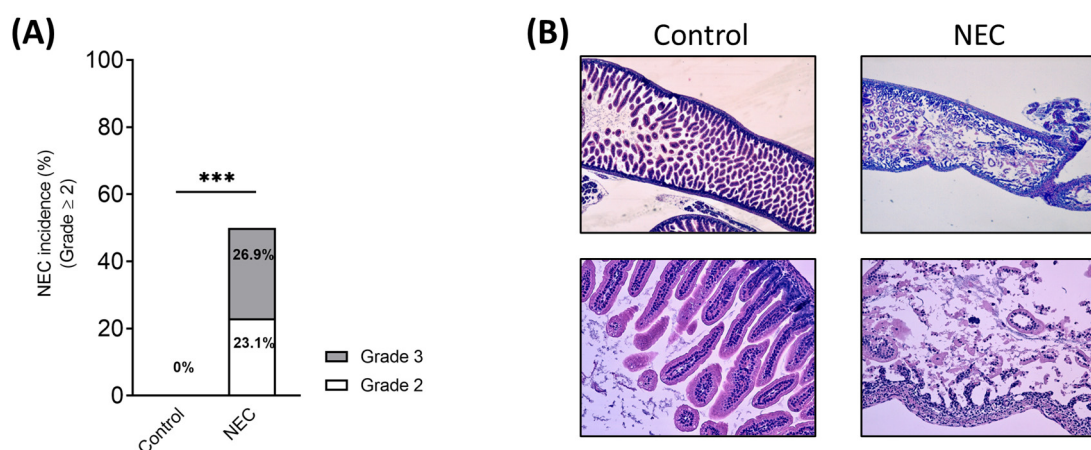 (A)
NEC incidence (%)
(Grade ≥ 2)
100
80
60
40
20
0
***
26.9%
23.1%
0%
Control
NEC
Grade 3
Grade 2
(B)
Control
NEC